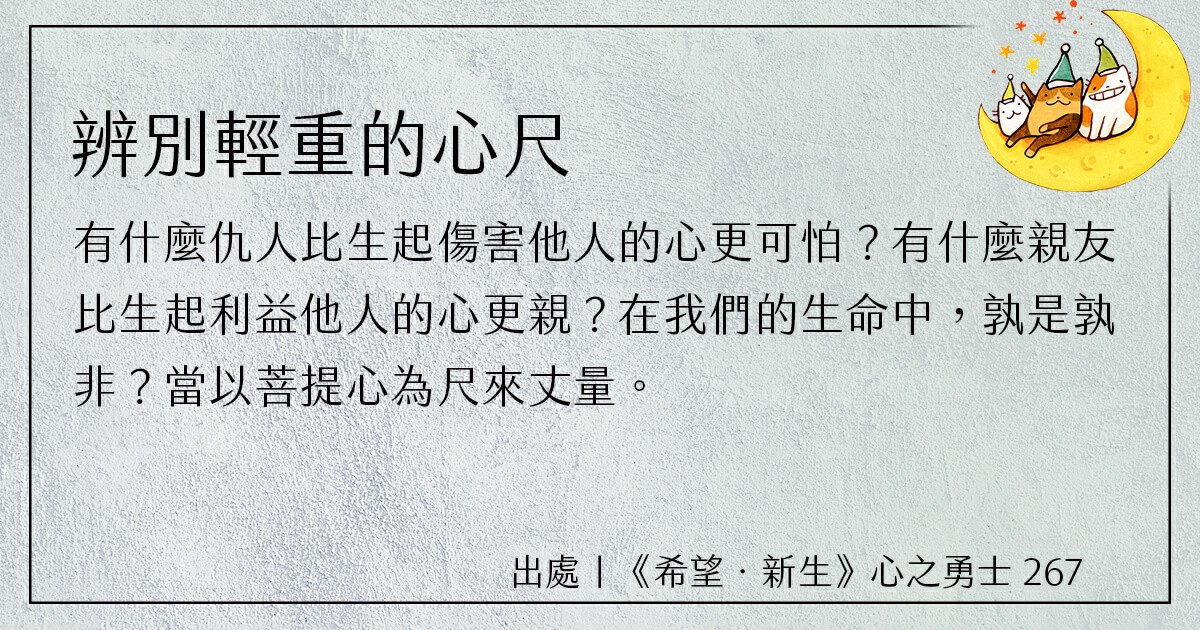 辨別輕重的心尺
有什麼仇人比生起傷害他人的心更可怕？有什麼親友
比生起利益他人的心更親？在我們的生命中，孰是孰
非？當以菩提心為尺來丈量。
出處丨《希望．新生》心之勇士 267